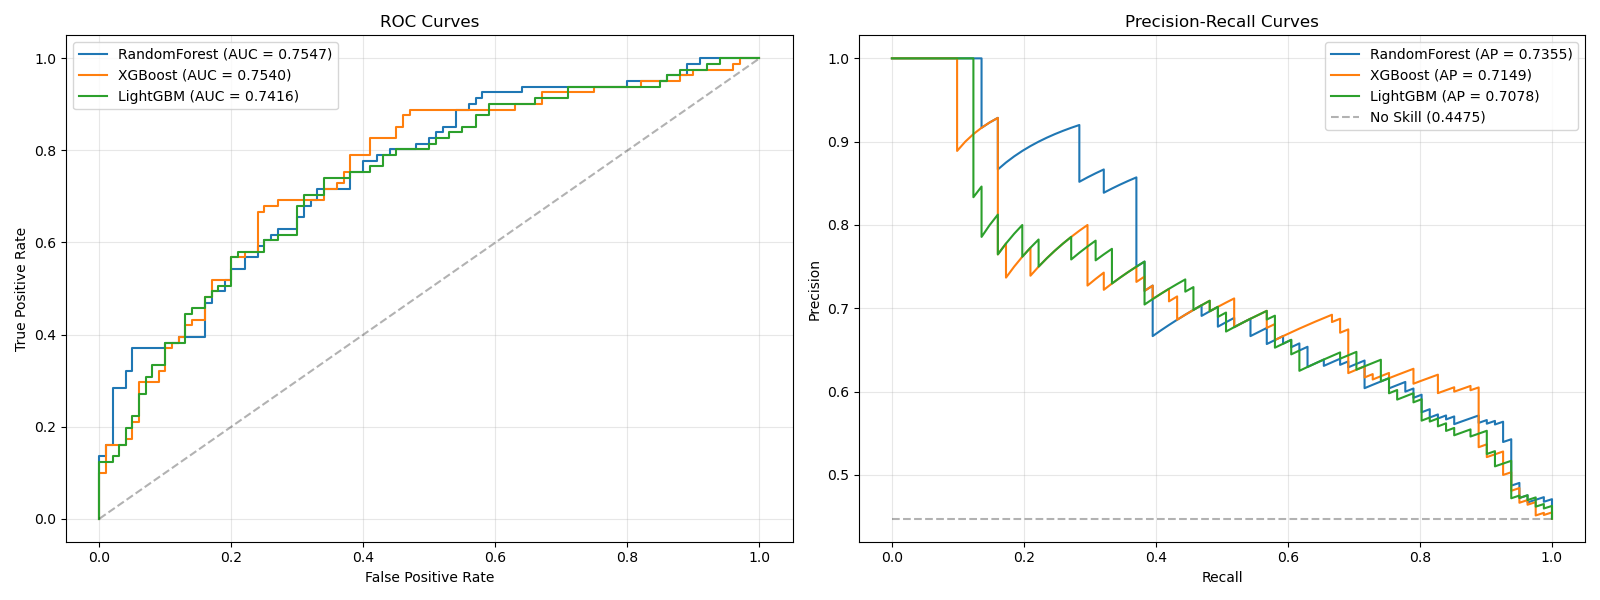 ROC Curves
RandomForest (AUC = 0.7547)
XGBoost (AUC = 0.7540)
LightGBM (AUC = 0.7416)
True Positive Rate
1.0
0.8
0.6
0.4
0.2
0.0
0.0 0.2 0.4 0.6 0.8 1.0
False Positive Rate
Precision-Recall Curves
RandomForest (AP = 0.7355)
XGBoost (AP = 0.7149)
LightGBM (AP = 0.7078)
No Skill (0.4475)
Precision
1.0
0.9
0.8
0.7
0.6
0.5
0.0 0.2 0.4 0.6 0.8 1.0
Recall